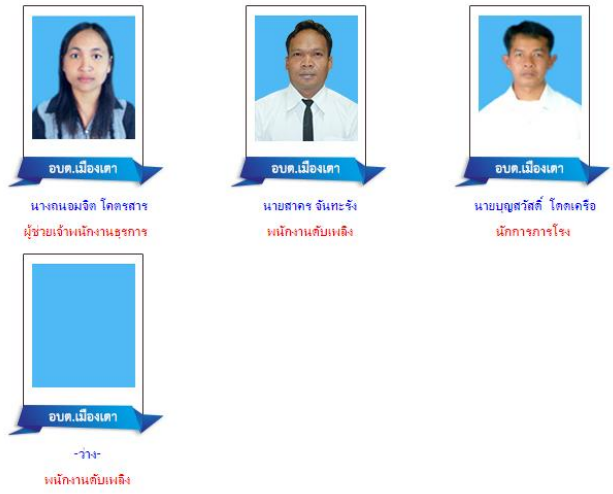 อบต.เมืองเตา
อบต.เมืองเตา
อบต.เมืองเตา
นางถนอมจิต โคตรสาร
นายสาคร จันทะรัง
นายบุญสวัสดิ์ โดดเครือ
ผู้ช่วยเจ้าพนักงานธุรการ
พนักงานดับเพลิง
นักการภารโรง
อบต.เมืองเตา
-ว่าง-
พนักงานดับเพลิง